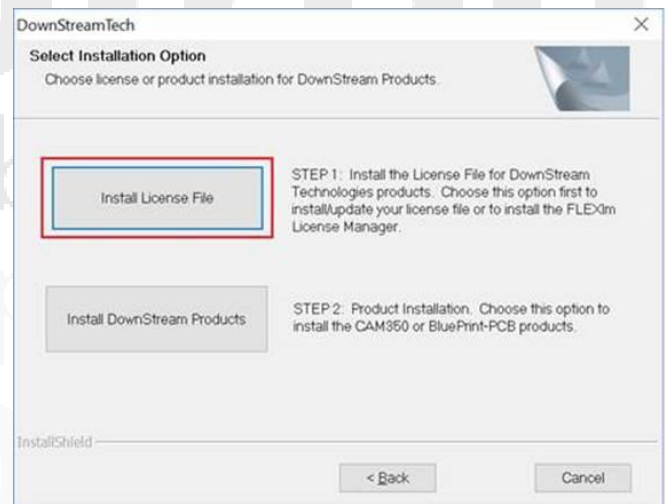 DownStreamTech
Select Installation Option
Choose license or product installation for DownStream Products.
Install License File
STEP 1: Install the License File for DownStream
Technologies products. Choose this option first to
install/update your license file or to install the FLEXlm
License Manager.
Install DownStream Products
STEP 2: Product Installation. Choose this option to
install the CAM350 or BluePrint-PCB products.
InstallShield
< Back
Cancel